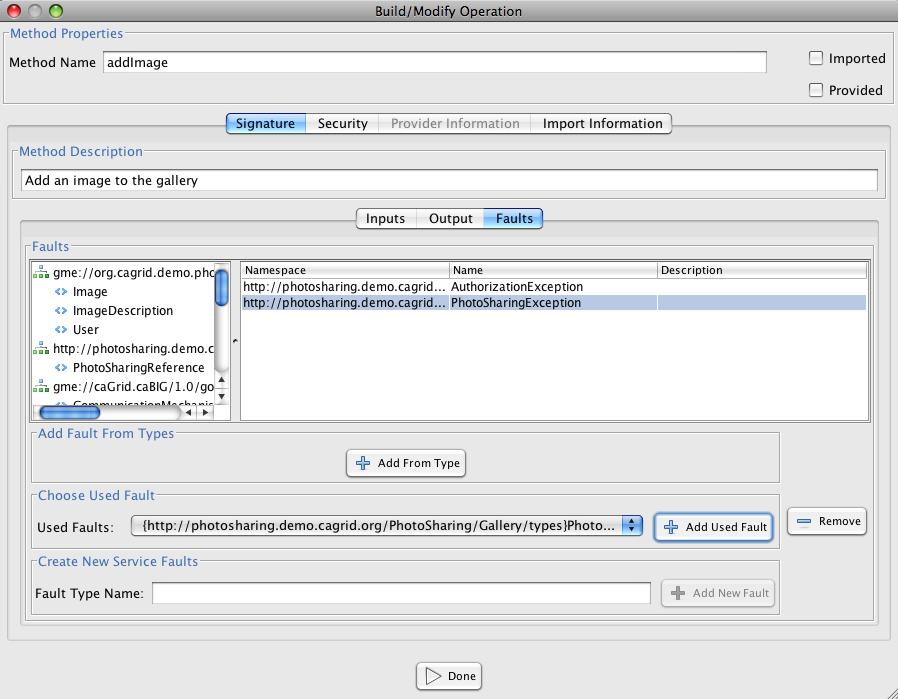 Build/Modify Operation
Method Properties
Method Name addImage
Imported
Provided
Signature Security Provider Information Import Information
Method Description
Add an image to the gallery
Inputs Output Faults
Faults
gme://org.cagrid.demo.pho
Image
ImageDescription
User
http://photosharing.demo.c
PhotoSharingReference
gme://caGrid.caBIG/1.0/go
Namespace Name Description
http://photosharing.demo.cagrid... AuthorizationException
http://photosharing.demo.cagrid... PhotoSharingException
Add Fault From Types
Add From Type
Choose Used Fault
Used Faults: {http://photosharing.demo.cagrid.org/PhotoSharing/Gallery/types}Photo... Add Used Fault
Remove
Create New Service Faults
Fault Type Name: Add New Fault
Done